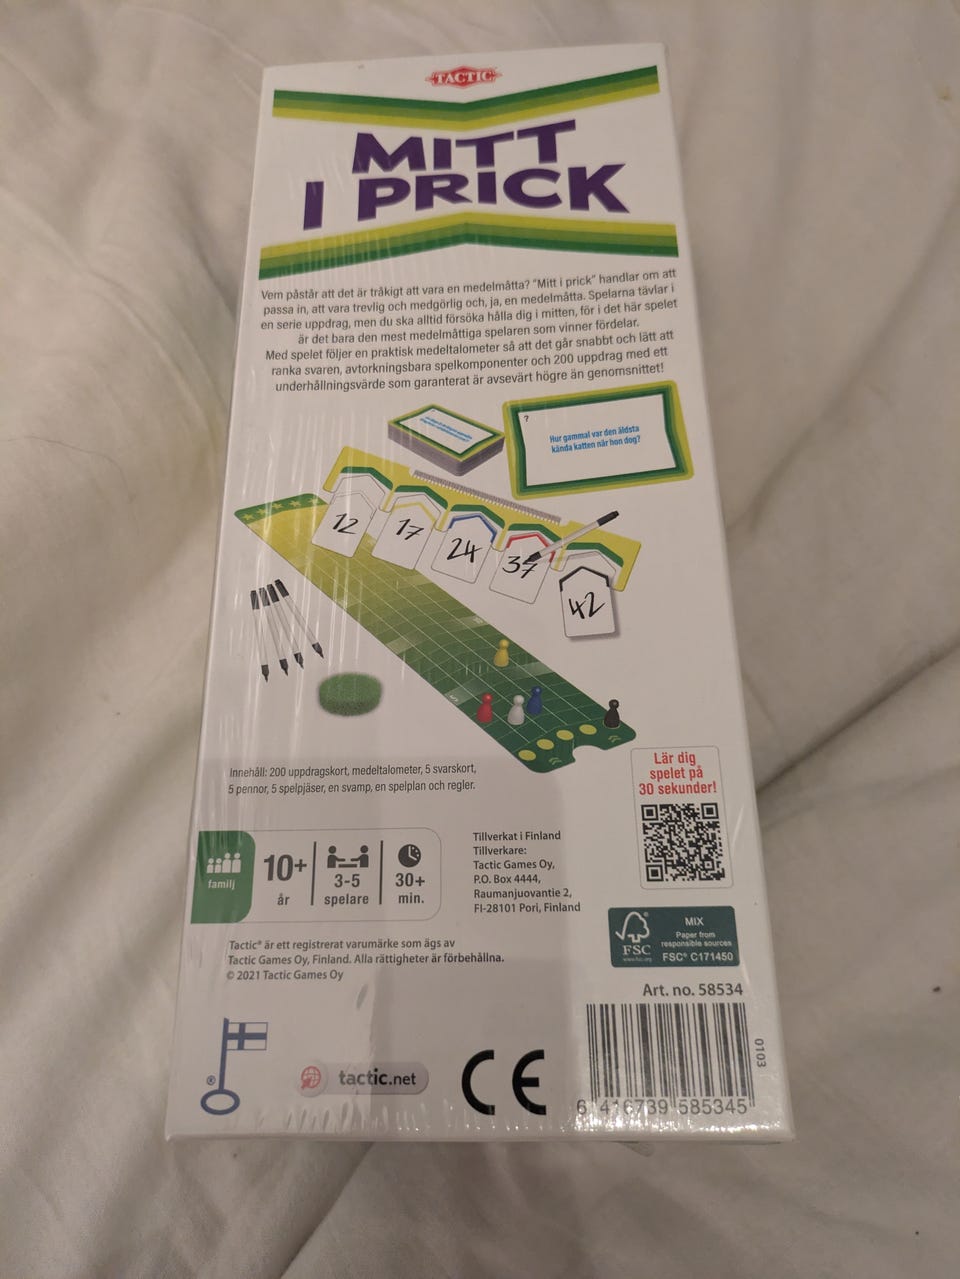 TACTIC
MITT
I PRICK
Vem påstår att det är tråkigt att vara en medelmåtta? "Mitt i prick" handlar om att
passa in, att vara trevlig och medgörlig och, ja, en medelmåtta. Spelarna tävlar i
en serie uppdrag, men du ska alltid försöka hålla dig i mitten, för i det här spelet
är det bara den mest medelmåttiga spelaren som vinner fördelar.
Med spelet följer en praktisk medeltalometer så att det går snabbt och lätt att
ranka svaren, avtorkningsbara spelkomponenter och 200 uppdrag med ett
underhållningsvärde som garanterat är avsevärt högre än genomsnittet!
?
Hur gammal var den äldsta
kända katten när hon dog?
12
17
24
37
42
5
Innehåll: 200 uppdragskort, medeltalometer, 5 svarskort,
5 pennor, 5 spelpjäser, en svamp, en spelplan och regler.
Lär dig
spelet på
30 sekunder!
familj
10+
år
3-5
spelare
30+
min.
Tillverkat i Finland
Tillverkare:
Tactic Games Oy,
P.O. Box 4444,
Raumanjuovantie 2,
FI-28101 Pori, Finland
FSC
www.fsc.org
MIX
Paper from
responsible sources
FSC® C171450
Tactic® är ett registrerat varumärke som ägs av
Tactic Games Oy, Finland. Alla rättigheter är förbehållna.
© 2021 Tactic Games Oy
Art. no. 58534
0103
®
tactic.net
CE
6 416739 585345